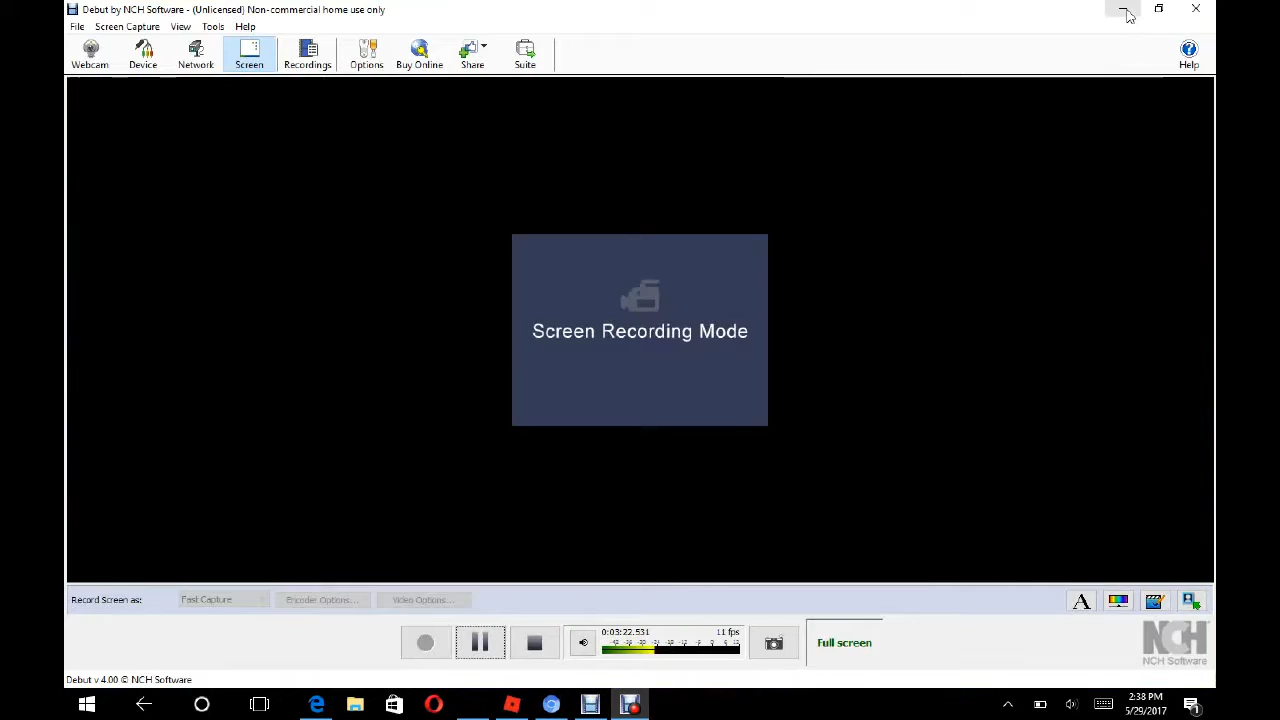 Debut by NCH Software - (Unlicensed) Non-commercial home use only
File Screen Capture View Tools Help
Webcam Device Network Screen Recordings Options Buy Online Share Suite Help
Screen Recording Mode
Record Screen as: Fast Capture Encoder Options... Video Options... A
0:03:22.531 11 fps
Full screen
NCH
NCH Software
Debut v 4.00 © NCH Software
2:38 PM
5/29/2017
1